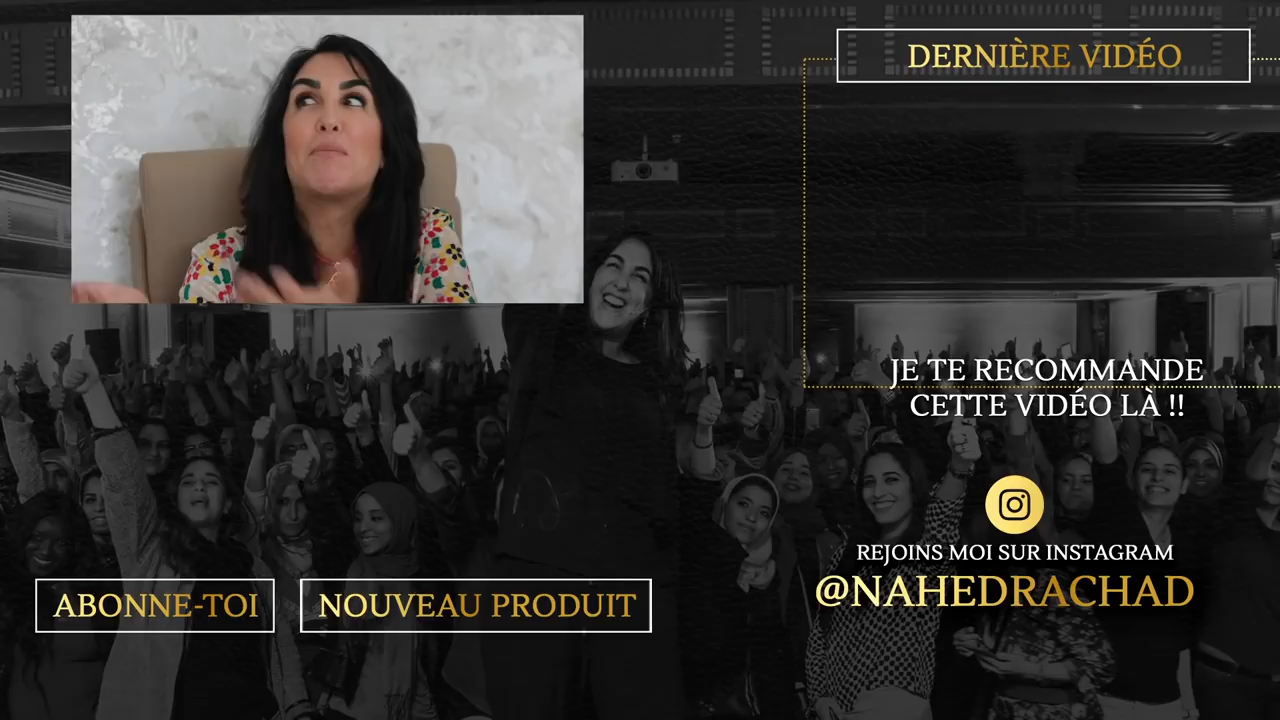 DERNIÈRE VIDÉO
JE TE RECOMMANDE
CETTE VIDÉO LÀ !!
REJOINS MOI SUR INSTAGRAM
@NAHEDRACHAD
ABONNE-TOI
NOUVEAU PRODUIT